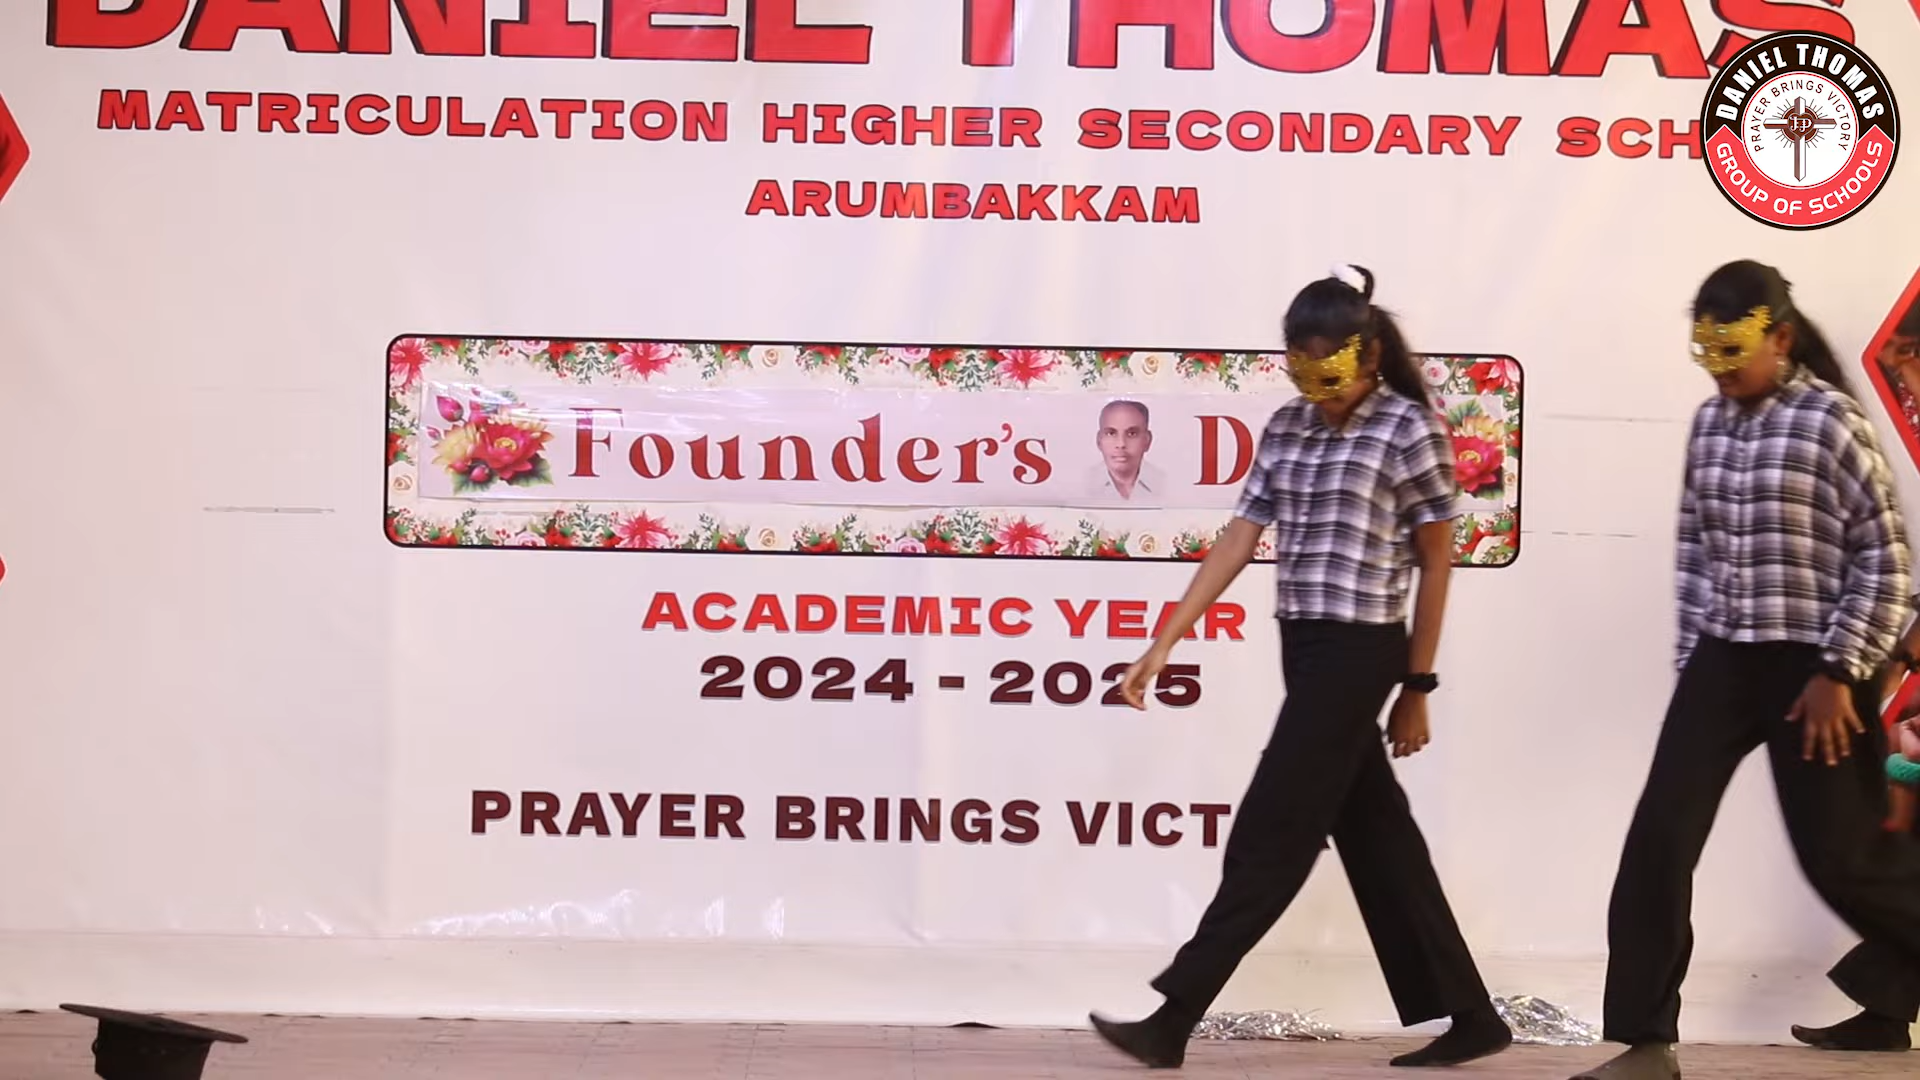 DANIEL THOMAS
MATRICULATION HIGHER SECONDARY SCH
ARUMBAKKAM
Founder's D
ACADEMIC YEAR
2024 - 2025
PRAYER BRINGS VICT
DANIEL THOMAS
PRAYER BRINGS VICTORY
GROUP OF SCHOOLS